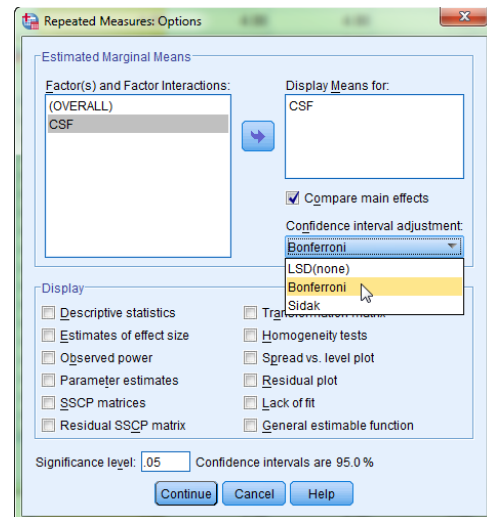 Repeated Measures: Options
Estimated Marginal Means
Factor(s) and Factor Interactions:
(OVERALL)
CSF
Display Means for:
CSF
Compare main effects
Confidence interval adjustment:
Bonferroni
LSD(none)
Bonferroni
Sidak
Display
Descriptive statistics
Estimates of effect size
Observed power
Parameter estimates
SSCP matrices
Residual SSCP matrix
Homogeneity tests
Spread vs. level plot
Residual plot
Lack of fit
General estimable function
Significance level: .05 Confidence intervals are 95.0 %
Continue Cancel Help